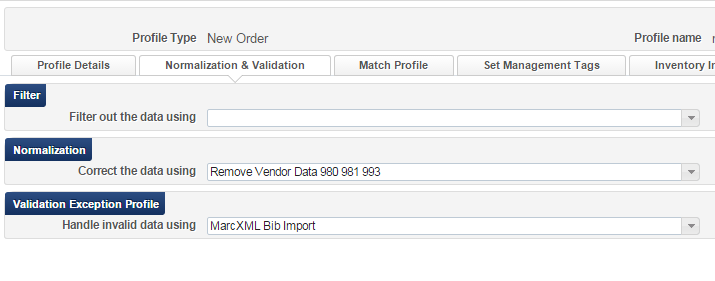 Profile Type New Order Profile name
Profile Details Normalization & Validation Match Profile Set Management Tags Inventory In
Filter
Filter out the data using
Normalization
Correct the data using Remove Vendor Data 980 981 993
Validation Exception Profile
Handle invalid data using MarcXML Bib Import